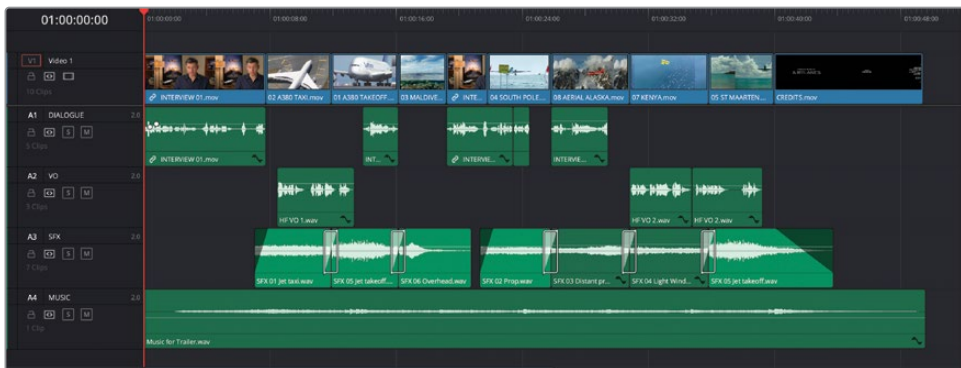 01:00:00:00
01:00:00:00 01:00:08:00 01:00:16:00 01:00:24:00 01:00:32:00 01:00:40:00 01:00:48:00
V1 Video 1
10 Clips
INTERVIEW 01.mov 02 A380 TAXI.mov 01 A380 TAKEOFF.... 03 MALDIVE... INTE... 04 SOUTH POLE... 08 AERIAL ALASKA.mov 07 KENYA.mov 05 ST MAARTEN.... CREDITS.mov
A1 DIALOGUE 2.0
S M
5 Clips
INTERVIEW 01.mov INT... INTERVIE... INTERVIE...
A2 VO 2.0
S M
3 Clips
HF VO 1.wav HF VO 2.wav HF VO 2.wav
A3 SFX 2.0
S M
7 Clips
SFX 01 Jet taxi.wav SFX 05 Jet takeoff.... SFX 06 Overhead.wav SFX 02 Prop.wav SFX 03 Distant pr... SFX 04 Light Wind... SFX 05 Jet takeoff.wav
A4 MUSIC 2.0
S M
1 Clip
Music for Trailer.wav